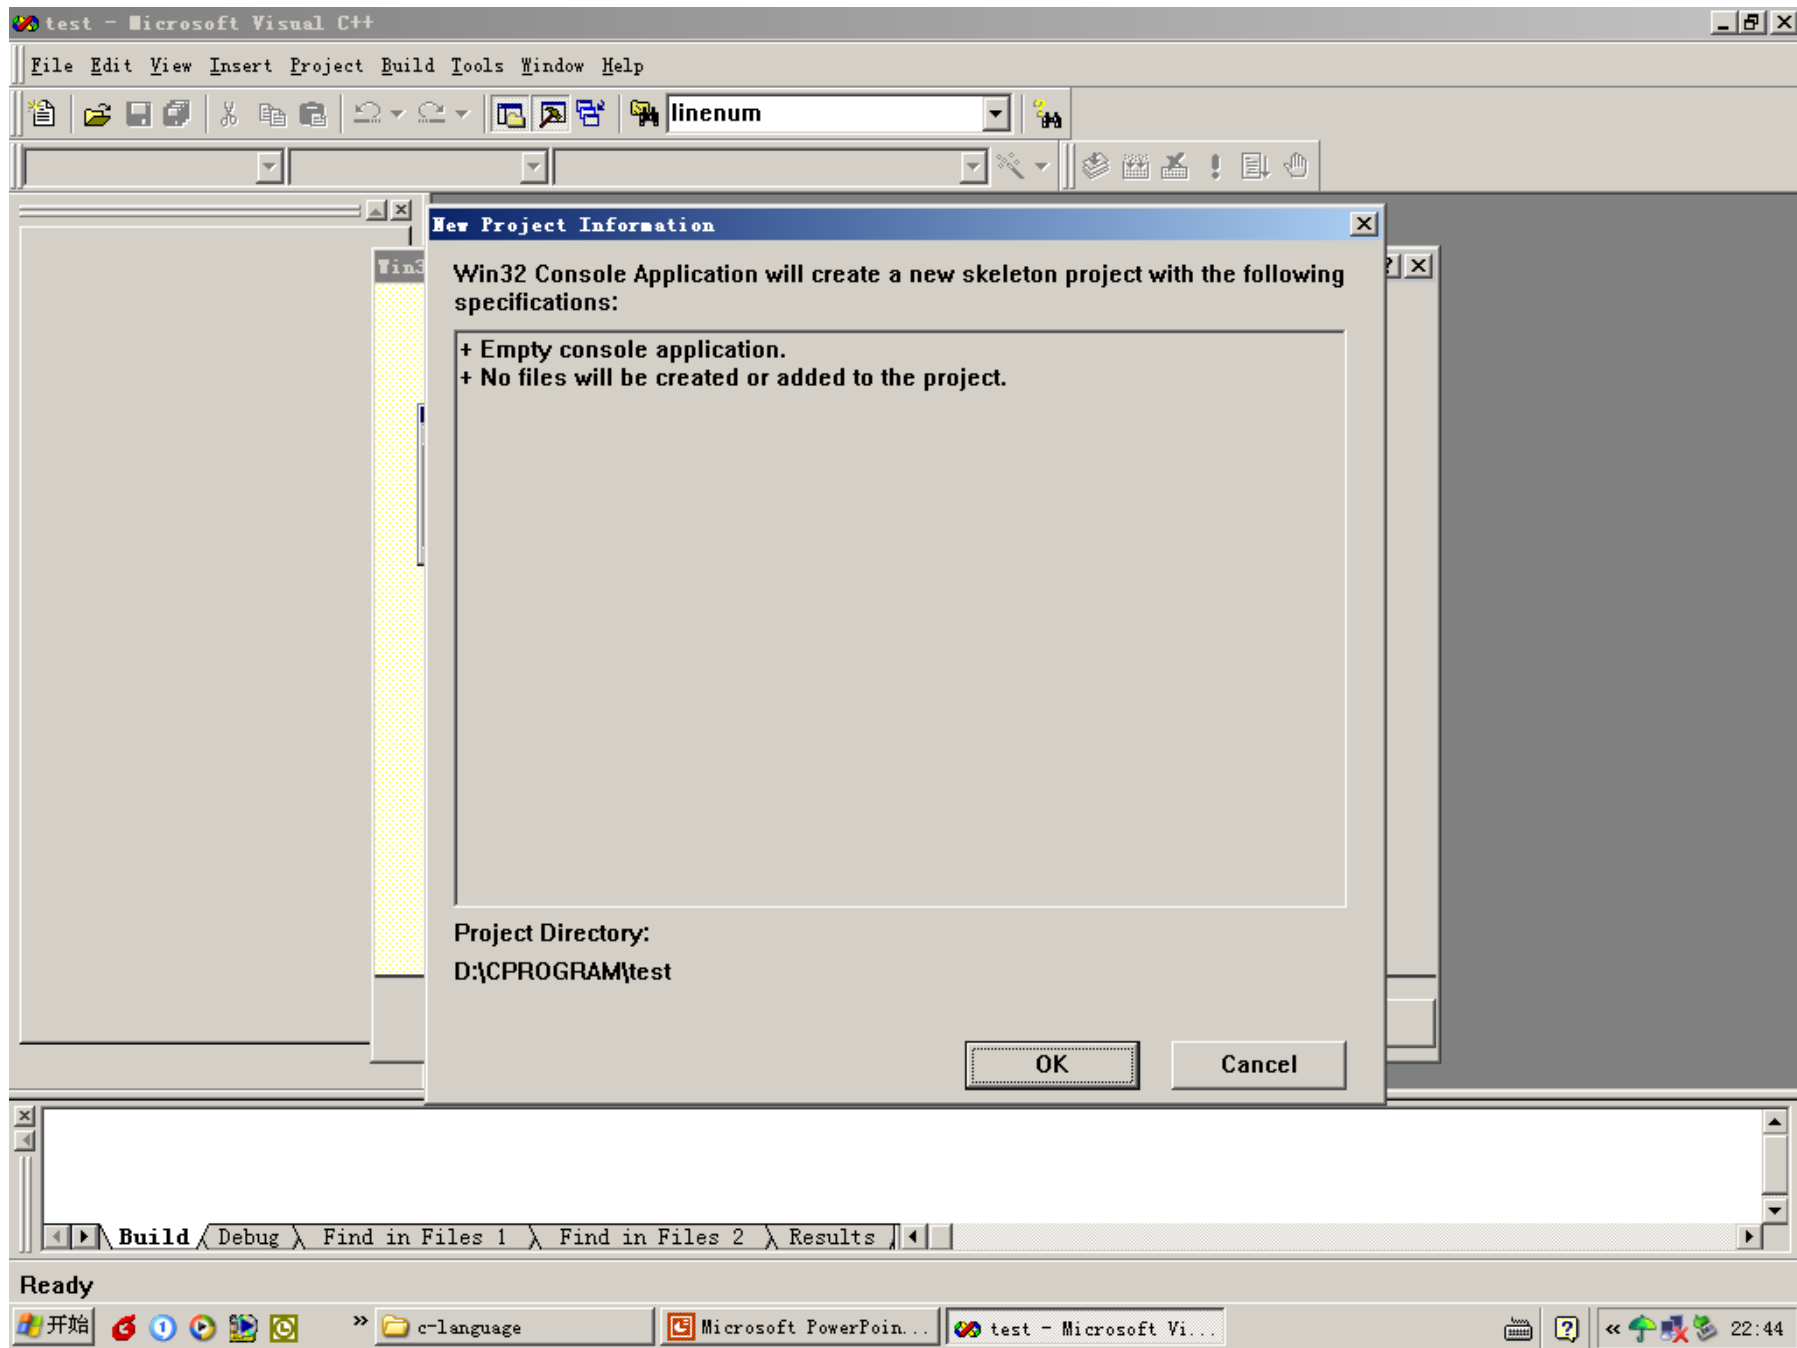 test - Microsoft Visual C++
File Edit View Insert Project Build Tools Window Help
linenum
New Project Information
Win3
Win32 Console Application will create a new skeleton project with the following
specifications:
+ Empty console application.
+ No files will be created or added to the project.
Project Directory:
D:\CPROGRAM\test
OK Cancel
Build Debug Find in Files 1 Find in Files 2 Results
Ready
开始 » c-language Microsoft PowerPoin... test - Microsoft Vi... « 22:44